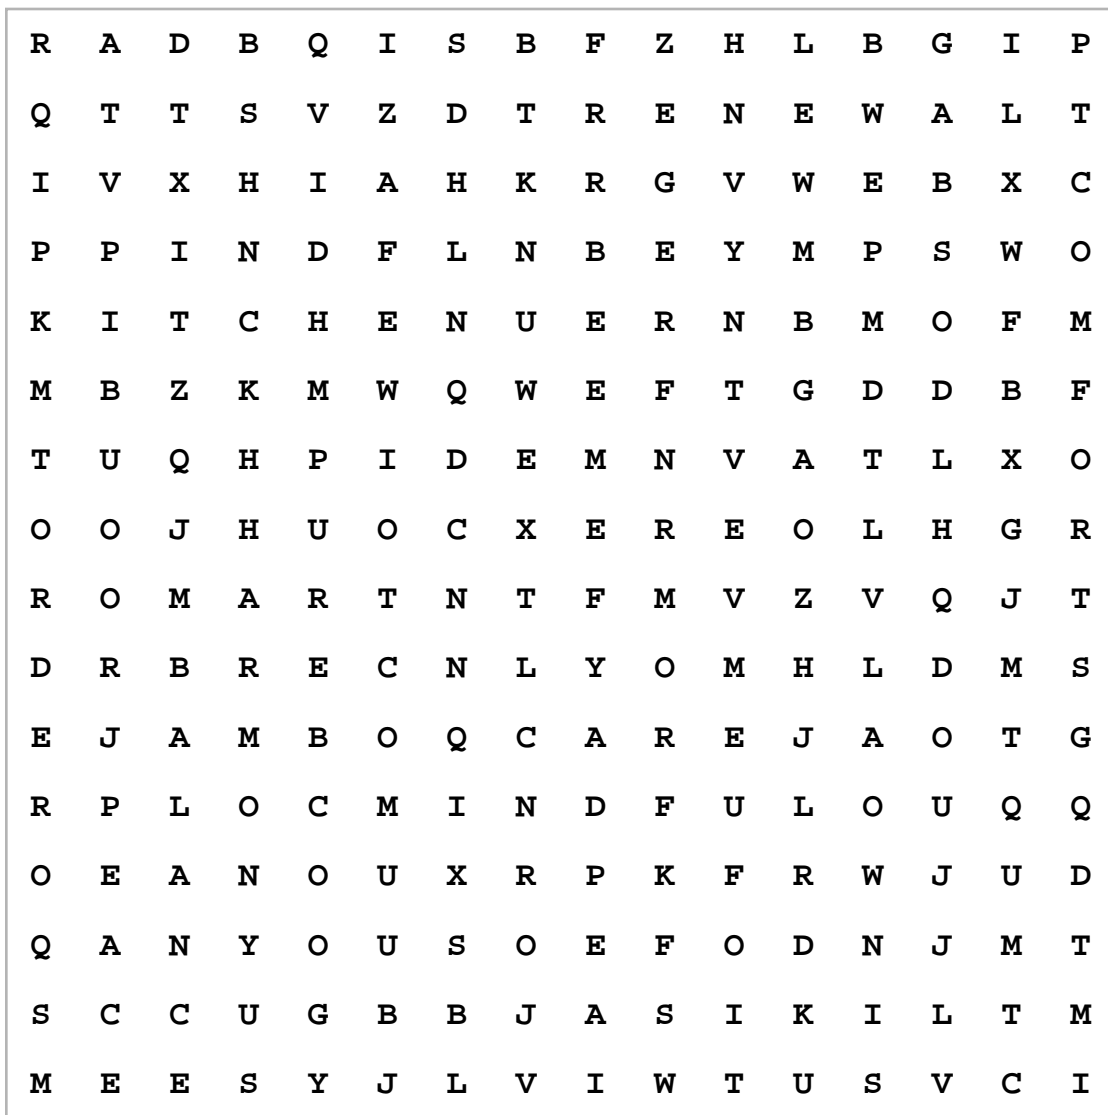 R A D B Q I S B F Z H L B G I P
Q T T S V Z D T R E N E W A L T
I V X H I A H K R G V W E B X C
P P I N D F L N B E Y M P S W O
K I T C H E N U E R N B M O F M
M B Z K M W Q W E F T G D D B F
T U Q H P I D E M N V A T L X O
O O J H U O C X E R E O L H G R
R O M A R T N T F M V Z V Q J T
D R B R E C N L Y O M H L D M S
E J A M B O Q C A R E J A O T G
R P L O C M I N D F U L O U Q Q
O E A N O U X R P K F R W J U D
Q A N Y O U S O E F O D N J M T
S C C U G B B J A S I K I L T M
M E E S Y J L V I W T U S V C I